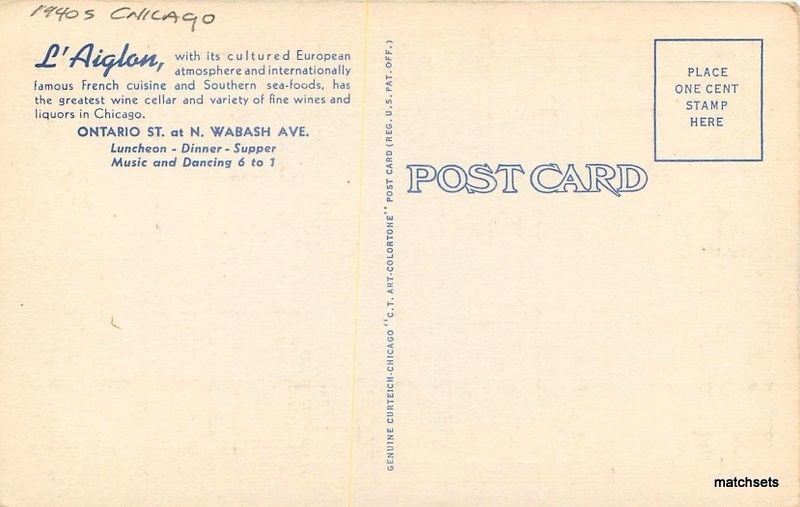 1940s CHICAGO
L'Aiglon, with its cultured European
atmosphere and internationally
famous French cuisine and Southern sea-foods, has
the greatest wine cellar and variety of fine wines and
liquors in Chicago.
ONTARIO ST. at N. WABASH AVE.
Luncheon - Dinner - Supper
Music and Dancing 6 to 1
GENUINE CURTEICH-CHICAGO "C.T. ART-COLORTONE" POST CARD (REG. U.S. PAT. OFF.)
POST CARD
PLACE
ONE CENT
STAMP
HERE
matchsets